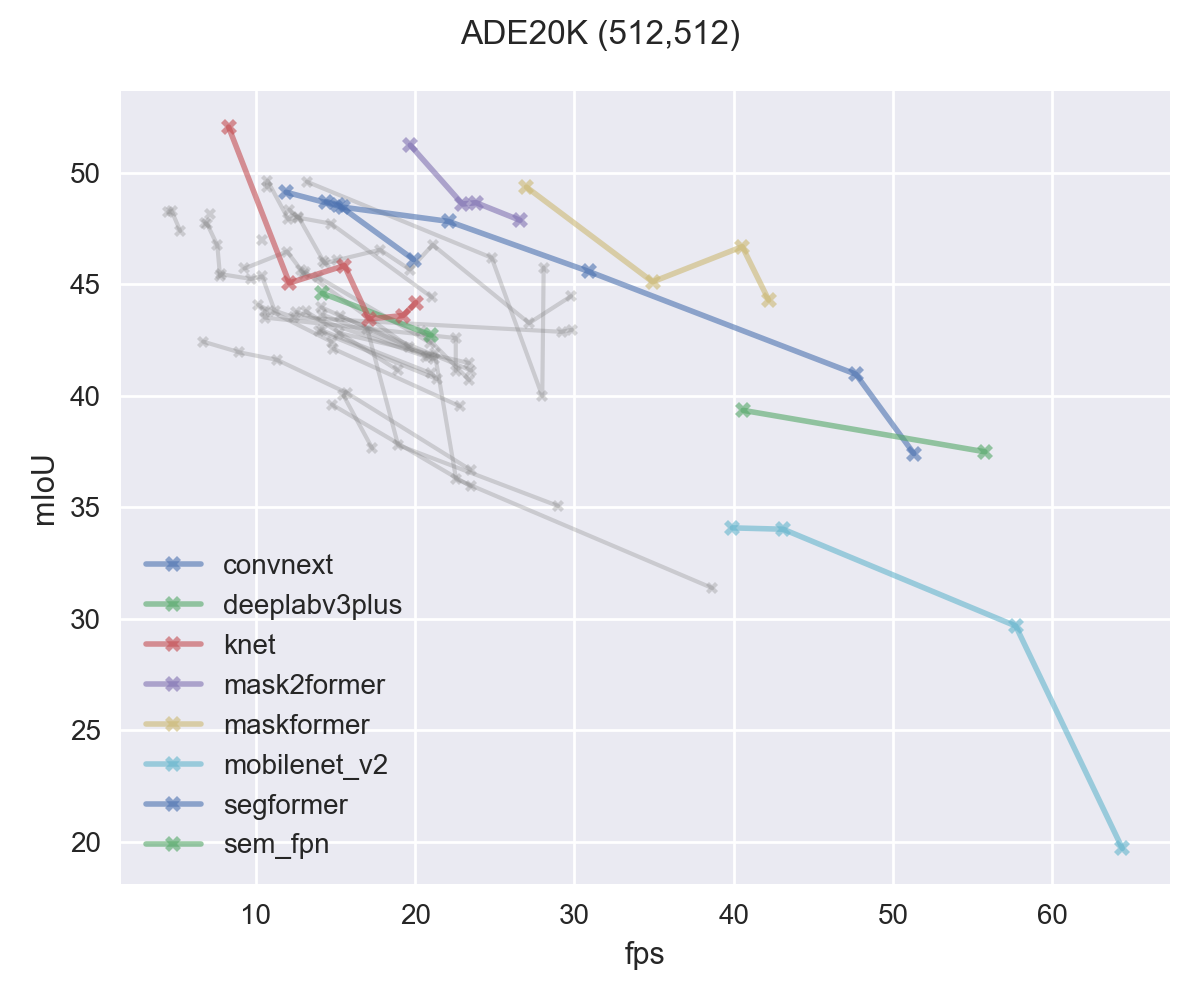 ADE20K (512,512)
50
45
40
35
30
25
20
mIoU
convnext
deeplabv3plus
knet
mask2former
maskformer
mobilenet_v2
segformer
sem_fpn
10 20 30 40 50 60
fps